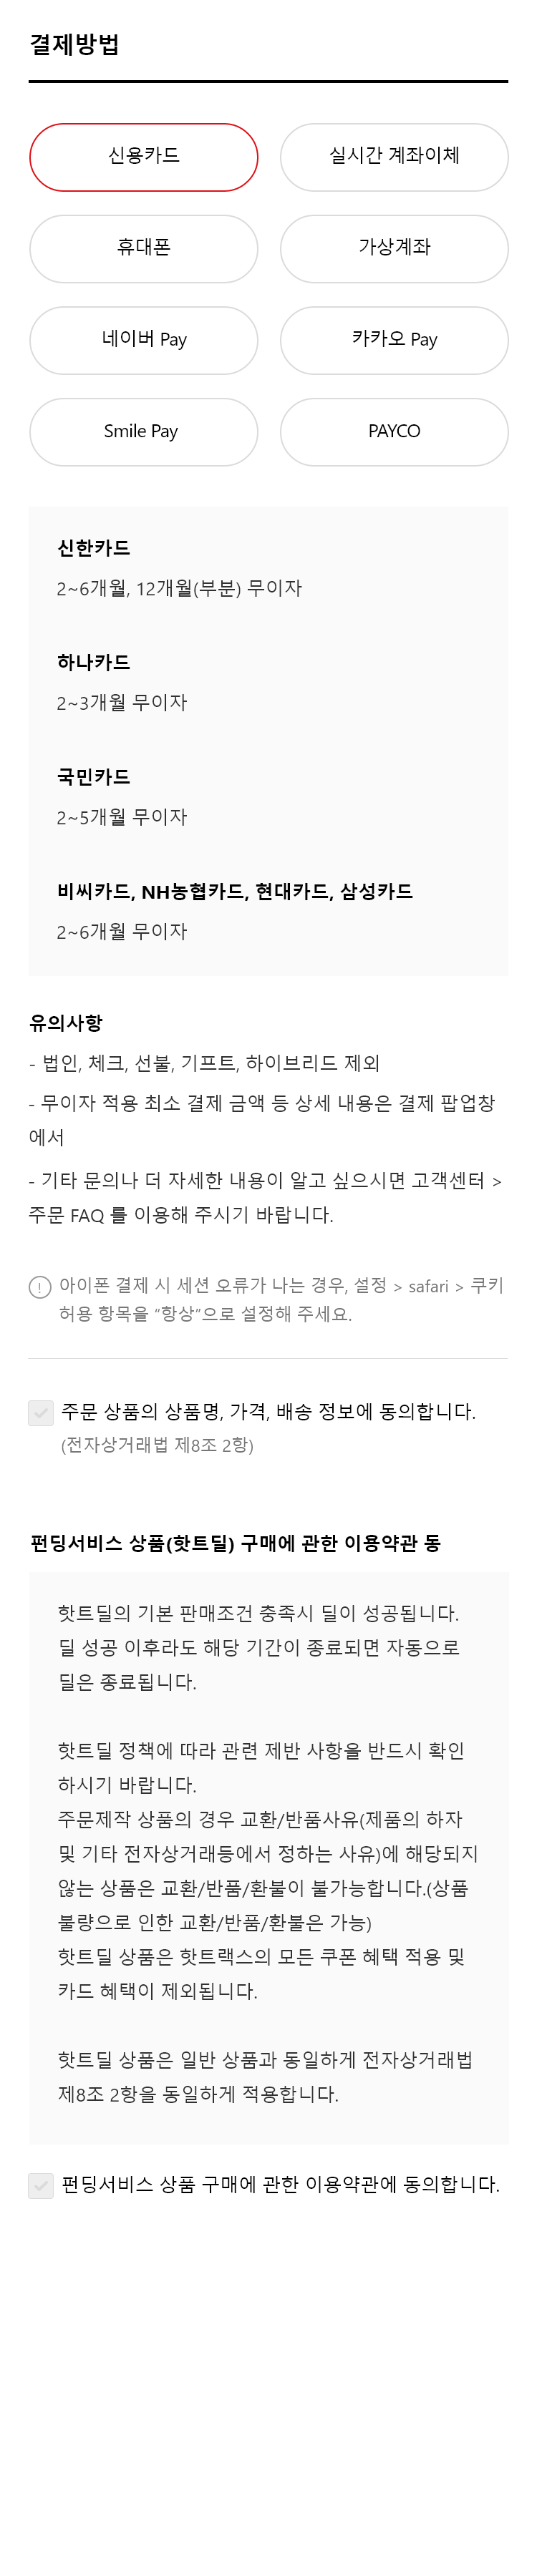 결제방법
신용카드
실시간 계좌이체
휴대폰
가상계좌
네이버 Pay
카카오 Pay
Smile Pay
PAYCO
신한카드
2~6개월, 12개월(부분) 무이자
하나카드
2~3개월 무이자
국민카드
2~5개월 무이자
비씨카드, NH농협카드, 현대카드, 삼성카드
2~6개월 무이자
유의사항
- 법인, 체크, 선불, 기프트, 하이브리드 제외
- 무이자 적용 최소 결제 금액 등 상세 내용은 결제 팝업창
에서
- 기타 문의나 더 자세한 내용이 알고 싶으시면 고객센터 >
주문 FAQ 를 이용해 주시기 바랍니다.
! 아이폰 결제 시 세션 오류가 나는 경우, 설정 > safari > 쿠키
허용 항목을 “항상”으로 설정해 주세요.
주문 상품의 상품명, 가격, 배송 정보에 동의합니다.
(전자상거래법 제8조 2항)
펀딩서비스 상품(핫트딜) 구매에 관한 이용약관 동
핫트딜의 기본 판매조건 충족시 딜이 성공됩니다.
딜 성공 이후라도 해당 기간이 종료되면 자동으로
딜은 종료됩니다.
핫트딜 정책에 따라 관련 제반 사항을 반드시 확인
하시기 바랍니다.
주문제작 상품의 경우 교환/반품사유(제품의 하자
및 기타 전자상거래등에서 정하는 사유)에 해당되지
않는 상품은 교환/반품/환불이 불가능합니다.(상품
불량으로 인한 교환/반품/환불은 가능)
핫트딜 상품은 핫트랙스의 모든 쿠폰 혜택 적용 및
카드 혜택이 제외됩니다.
핫트딜 상품은 일반 상품과 동일하게 전자상거래법
제8조 2항을 동일하게 적용합니다.
펀딩서비스 상품 구매에 관한 이용약관에 동의합니다.